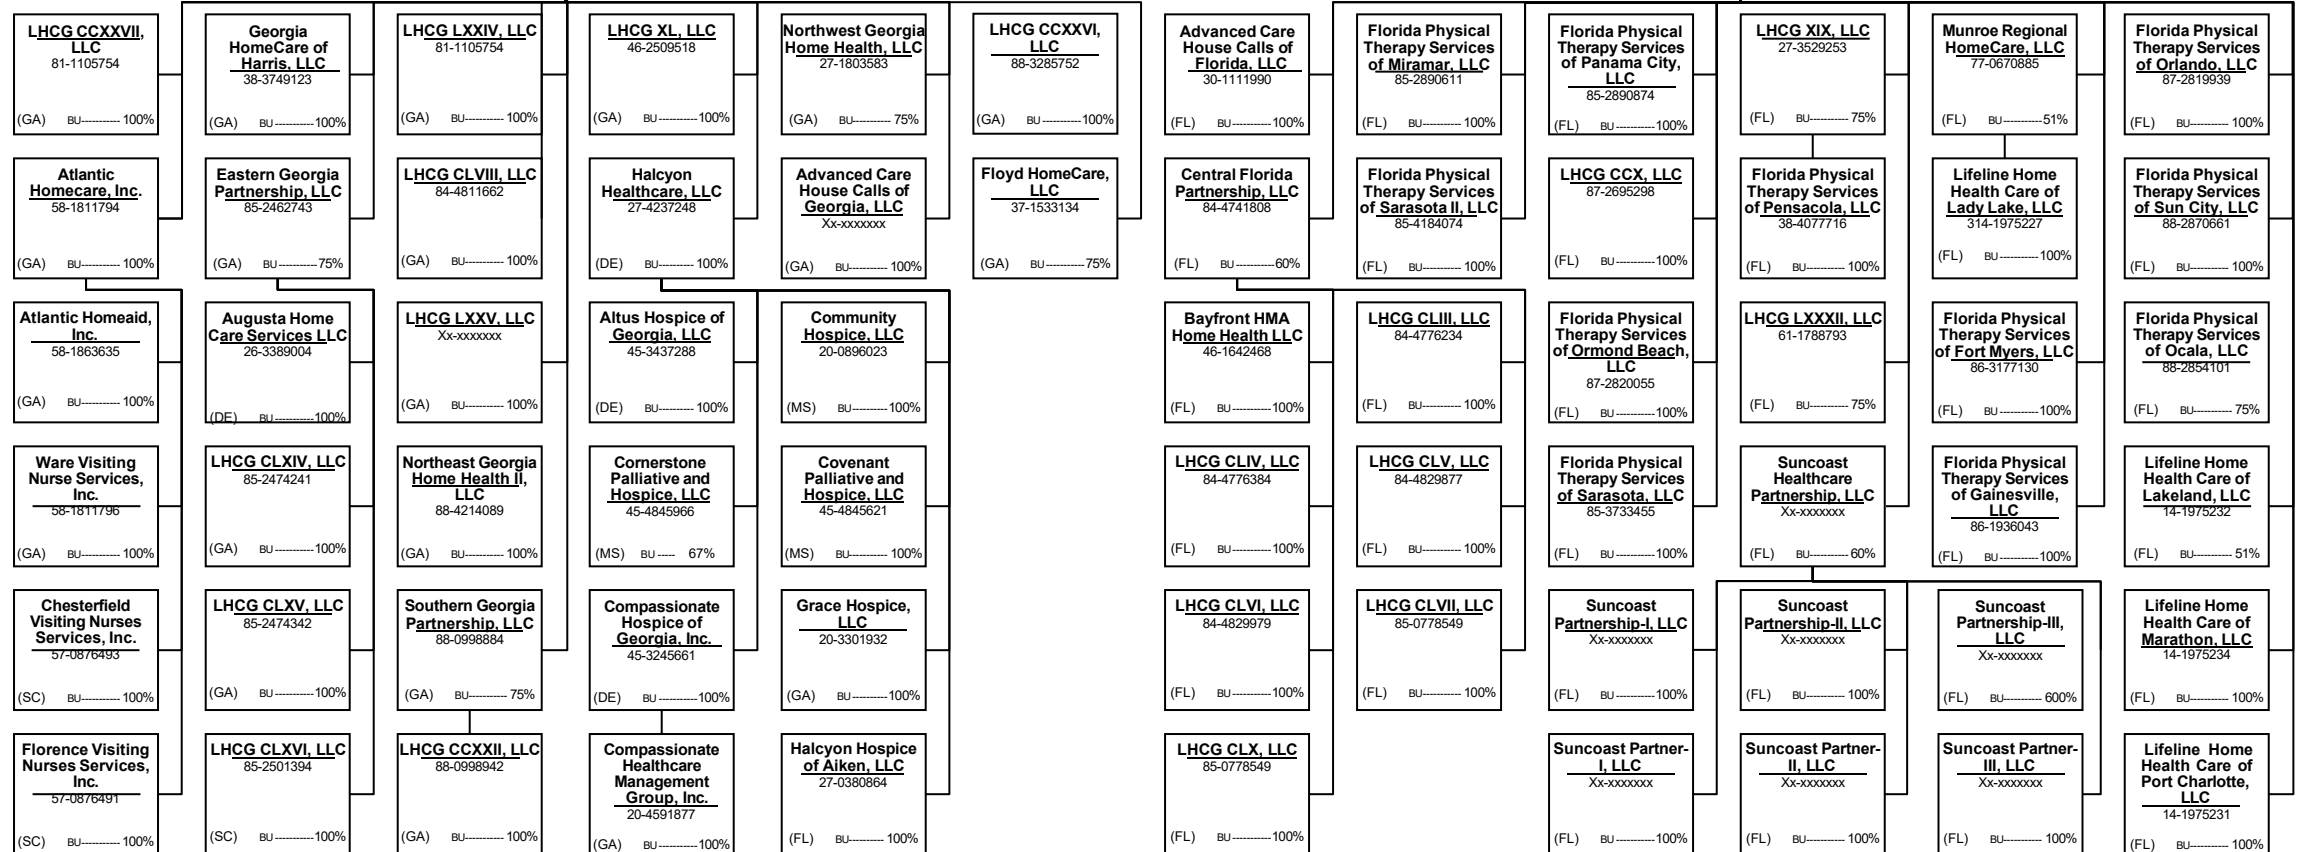 LHCG CCXXVII,
LLC
81-1105754
(GA) BU----------- 100%
Georgia
HomeCare of
Harris, LLC
38-3749123
(GA) BU-----------100%
LHCG LXXIV, LLC
81-1105754
(GA) BU----------- 100%
LHCG XL, LLC
46-2509518
(GA) BU-----------100%
Northwest Georgia
Home Health, LLC
27-1803583
(GA) BU----------- 75%
LHCG CCXXVI,
LLC
88-3285752
(GA) BU-----------100%
Advanced Care
House Calls of
Florida, LLC
30-1111990
(FL) BU-----------100%
Florida Physical
Therapy Services
of Miramar, LLC
85-2890611
(FL) BU----------- 100%
Florida Physical
Therapy Services
of Panama City,
LLC
85-2890874
(FL) BU-----------100%
LHCG XIX, LLC
27-3529253
(FL) BU----------- 75%
Munroe Regional
HomeCare, LLC
77-0670885
(FL) BU-----------51%
Florida Physical
Therapy Services
of Orlando, LLC
87-2819939
(FL) BU----------- 100%
Atlantic
Homecare, Inc.
58-1811794
(GA) BU----------- 100%
Eastern Georgia
Partnership, LLC
85-2462743
(GA) BU-----------75%
LHCG CLVIII, LLC
84-4811662
(GA) BU----------- 100%
Halcyon
Healthcare, LLC
27-4237248
(DE) BU----------- 100%
Advanced Care
House Calls of
Georgia, LLC
Xx-xxxxxxx
(GA) BU----------- 100%
Floyd HomeCare,
LLC
37-1533134
(GA) BU-----------75%
Central Florida
Partnership, LLC
84-4741808
(FL) BU-----------60%
Florida Physical
Therapy Services
of Sarasota II, LLC
85-4184074
(FL) BU----------- 100%
LHCG CCX, LLC
87-2695298
(FL) BU-----------100%
Florida Physical
Therapy Services
of Pensacola, LLC
38-4077716
(FL) BU----------- 100%
Lifeline Home
Health Care of
Lady Lake, LLC
314-1975227
(FL) BU-----------100%
Florida Physical
Therapy Services
of Sun City, LLC
88-2870661
(FL) BU----------- 100%
Atlantic Homeaid,
Inc.
58-1863635
(GA) BU----------- 100%
Augusta Home
Care Services LLC
26-3389004
(DE) BU-----------100%
LHCG LXXV, LLC
Xx-xxxxxxx
(GA) BU----------- 100%
Altus Hospice of
Georgia, LLC
45-3437288
(DE) BU----------- 100%
Community
Hospice, LLC
20-0896023
(MS) BU-----------100%
Bayfront HMA
Home Health LLC
46-1642468
(FL) BU-----------100%
LHCG CLIII, LLC
84-4776234
(FL) BU----------- 100%
Florida Physical
Therapy Services
of Ormond Beach,
LLC
87-2820055
(FL) BU-----------100%
LHCG LXXXII, LLC
61-1788793
(FL) BU----------- 75%
Florida Physical
Therapy Services
of Fort Myers, LLC
86-3177130
(FL) BU-----------100%
Florida Physical
Therapy Services
of Ocala, LLC
88-2854101
(FL) BU----------- 75%
Ware Visiting
Nurse Services,
Inc.
58-1811796
(GA) BU----------- 100%
LHCG CLXIV, LLC
85-2474241
(GA) BU-----------100%
Northeast Georgia
Home Health II,
LLC
88-4214089
(GA) BU----------- 100%
Cornerstone
Palliative and
Hospice, LLC
45-4845966
(MS) BU----- 67%
Covenant
Palliative and
Hospice, LLC
45-4845621
(MS) BU----------- 100%
LHCG CLIV, LLC
84-4776384
(FL) BU-----------100%
LHCG CLV, LLC
84-4829877
(FL) BU----------- 100%
Florida Physical
Therapy Services
of Sarasota, LLC
85-3733455
(FL) BU-----------100%
Suncoast
Healthcare
Partnership, LLC
Xx-xxxxxxx
(FL) BU-----------60%
Florida Physical
Therapy Services
of Gainesville,
LLC
86-1936043
(FL) BU-----------100%
Lifeline Home
Health Care of
Lakeland, LLC
14-1975232
(FL) BU----------- 51%
Chesterfield
Visiting Nurses
Services, Inc.
57-0876493
(SC) BU----------- 100%
LHCG CLXV, LLC
85-2474342
(GA) BU-----------100%
Southern Georgia
Partnership, LLC
88-0998884
(GA) BU----------- 75%
Compassionate
Hospice of
Georgia, Inc.
45-3245661
(DE) BU-----------100%
Grace Hospice,
LLC
20-3301932
(GA) BU-----------100%
LHCG CLVI, LLC
84-4829979
(FL) BU-----------100%
LHCG CLVII, LLC
85-0778549
(FL) BU-----------100%
Suncoast
Partnership-I, LLC
Xx-xxxxxxx
(FL) BU-----------100%
Suncoast
Partnership-II, LLC
Xx-xxxxxxx
(FL) BU----------- 100%
Suncoast
Partnership-III,
LLC
Xx-xxxxxxx
(FL) BU----------- 600%
Lifeline Home
Health Care of
Marathon, LLC
14-1975234
(FL) BU----------- 100%
Florence Visiting
Nurses Services,
Inc.
57-0876491
(SC) BU----------- 100%
LHCG CLXVI, LLC
85-2501394
(SC) BU-----------100%
LHCG CCXXII, LLC
88-0998942
(GA) BU----------- 100%
Compassionate
Healthcare
Management
Group, Inc.
20-4591877
(GA) BU-----------100%
Halcyon Hospice
of Aiken, LLC
27-0380864
(FL) BU----------- 100%
LHCG CLX, LLC
85-0778549
(FL) BU-----------100%
Suncoast Partner-
I, LLC
Xx-xxxxxxx
(FL) BU-----------100%
Suncoast Partner-
II, LLC
Xx-xxxxxxx
(FL) BU----------- 100%
Suncoast Partner-
III, LLC
Xx-xxxxxxx
(FL) BU----------- 100%
Lifeline Home
Health Care of
Port Charlotte,
LLC
14-1975231
(FL) BU----------- 100%